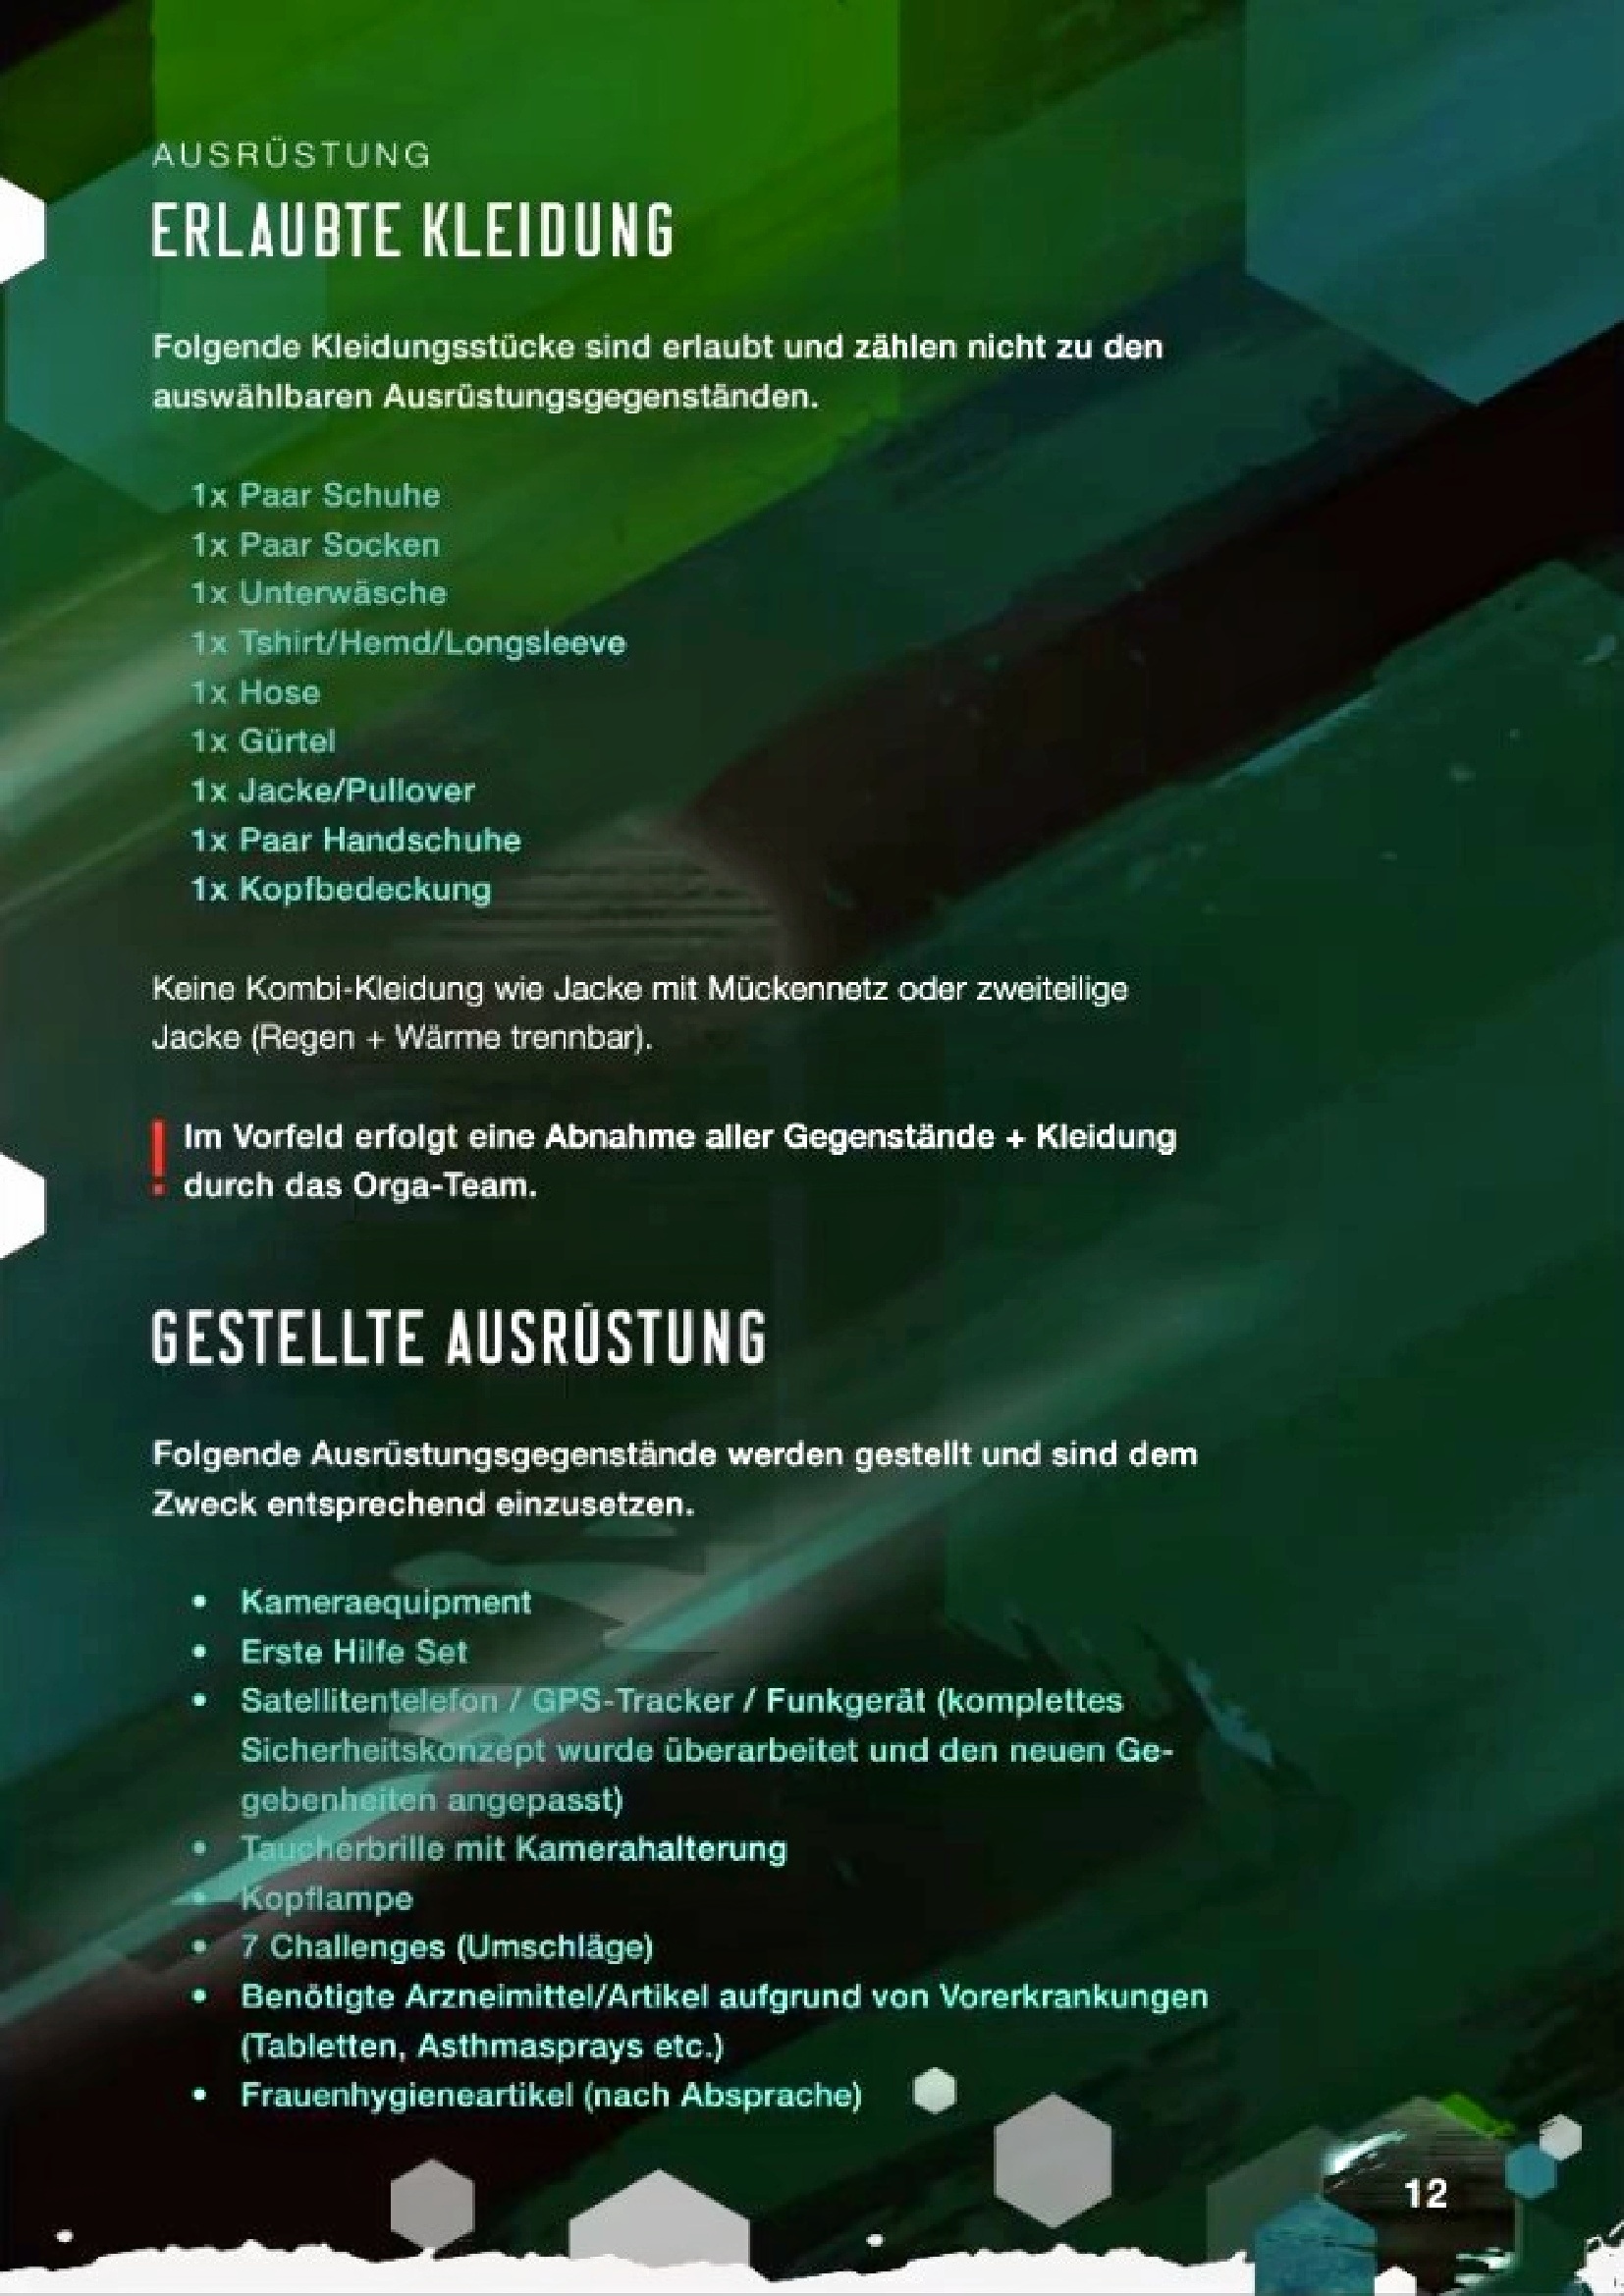 AUSRÜSTUNG
ERLAUBTE KLEIDUNG
Folgende Kleidungsstücke sind erlaubt und zählen nicht zu den
auswählbaren Ausrüstungsgegenständen.
1x Paar Schuhe
1x Paar Socken
1x Unterwäsche
1x Tshirt/Hemd/Longsleeve
1x Hose
1x Gürtel
1x Jacke/Pullover
1x Paar Handschuhe
1x Kopfbedeckung
Keine Kombi-Kleidung wie Jacke mit Mückennetz oder zweiteilige
Jacke (Regen + Wärme trennbar).
! Im Vorfeld erfolgt eine Abnahme aller Gegenstände + Kleidung
durch das Orga-Team.
GESTELLTE AUSRÜSTUNG
Folgende Ausrüstungsgegenstände werden gestellt und sind dem
Zweck entsprechend einzusetzen.
• Kameraequipment
• Erste Hilfe Set
• Satellitentelefon / GPS-Tracker / Funkgerät (komplettes
Sicherheitskonzept wurde überarbeitet und den neuen Ge-
gebenheiten angepasst)
• Taucherbrille mit Kamerahalterung
• Kopflampe
• 7 Challenges (Umschläge)
• Benötigte Arzneimittel/Artikel aufgrund von Vorerkrankungen
(Tabletten, Asthmasprays etc.)
• Frauenhygieneartikel (nach Absprache)
12